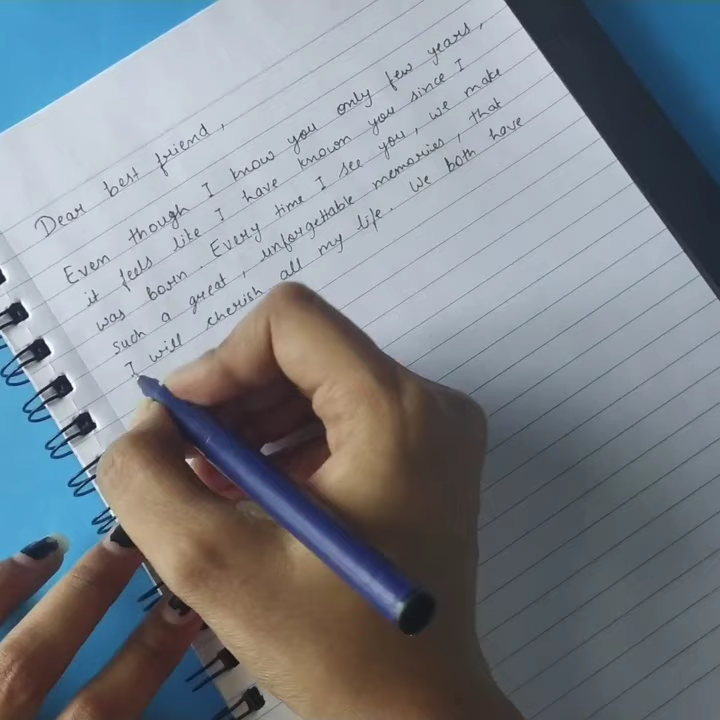 Dear best friend,
Even though I know you only few years,
it feels like I have known you since I
was born. Every time I see you, we make
such a great, unforgettable memories, that
I will cherish all my life. We both have